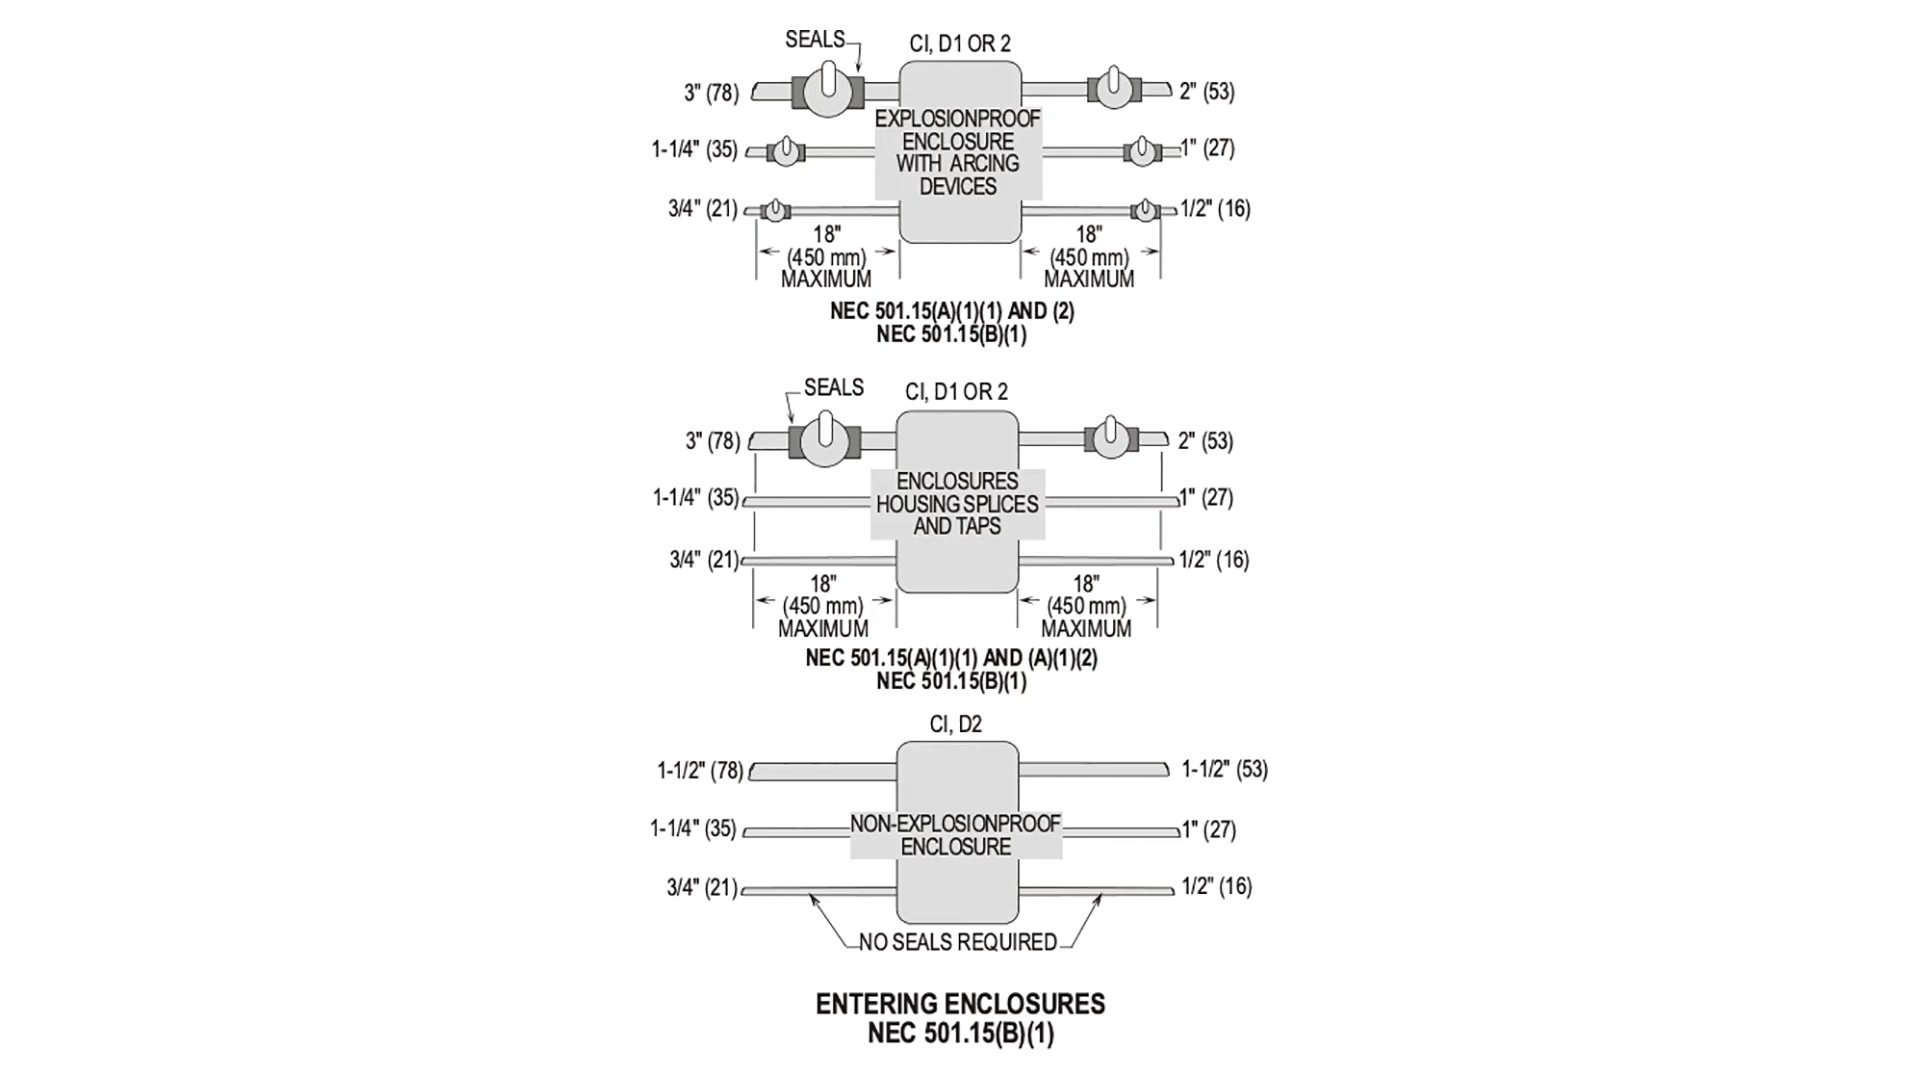 SEALS
CI, D1 OR 2
3" (78)
2" (53)
EXPLOSIONPROOF
ENCLOSURE
WITH ARCING
DEVICES
1-1/4" (35)
1" (27)
3/4" (21)
1/2" (16)
18"
(450 mm)
MAXIMUM
18"
(450 mm)
MAXIMUM
NEC 501.15(A)(1)(1) AND (2)
NEC 501.15(B)(1)
SEALS
CI, D1 OR 2
3" (78)
2" (53)
ENCLOSURES
HOUSING SPLICES
AND TAPS
1-1/4" (35)
1" (27)
3/4" (21)
1/2" (16)
18"
(450 mm)
MAXIMUM
18"
(450 mm)
MAXIMUM
NEC 501.15(A)(1)(1) AND (A)(1)(2)
NEC 501.15(B)(1)
CI, D2
1-1/2" (78)
1-1/2" (53)
NON-EXPLOSIONPROOF
ENCLOSURE
1-1/4" (35)
1" (27)
3/4" (21)
1/2" (16)
NO SEALS REQUIRED
ENTERING ENCLOSURES
NEC 501.15(B)(1)